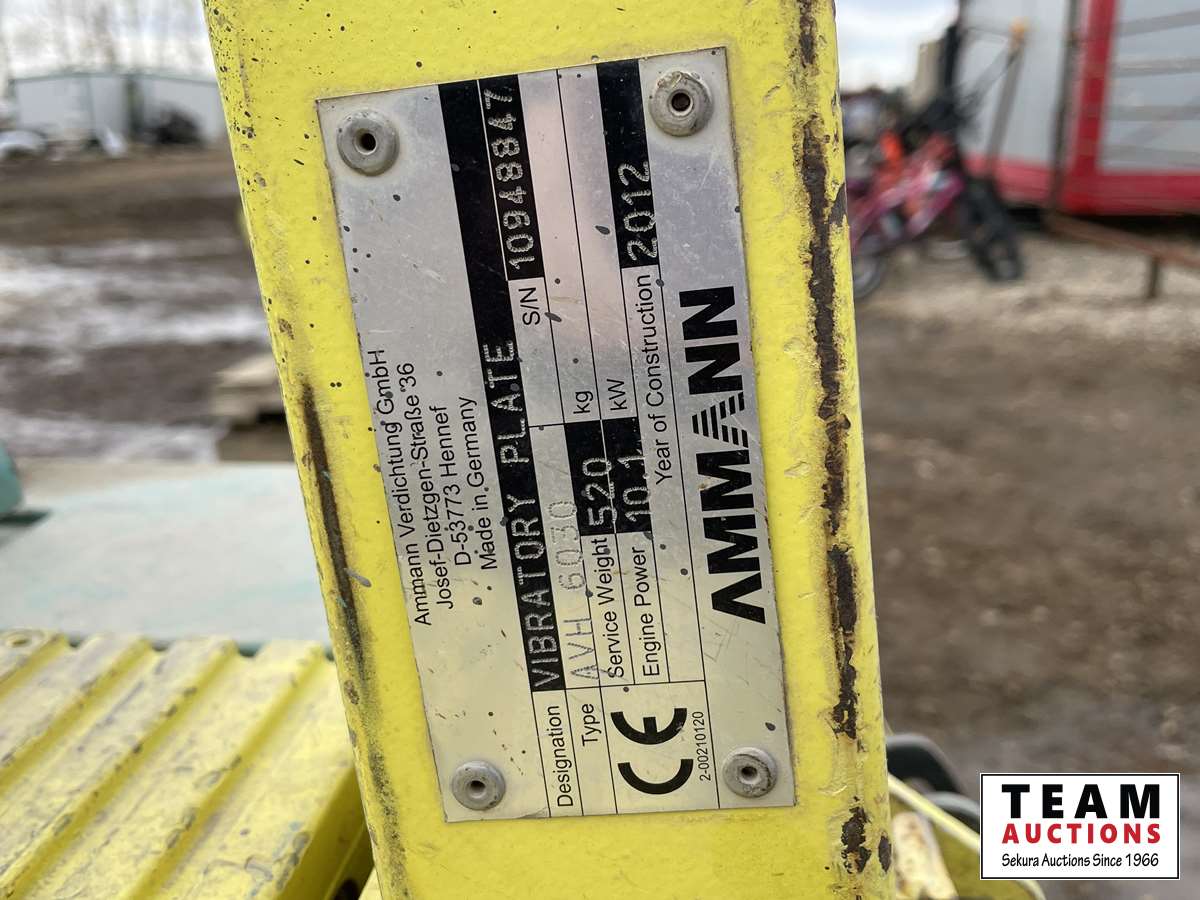 Ammann Verdichtung GmbH
Josef-Dietzgen-Straße 36
D-53773 Hennef
Made in Germany
Designation VIBRATORY PLATE
Type AVH 6030 S/N 10948847
Service Weight 520 kg
Engine Power 10.1 kW
Year of Construction 2012
CE
2-00210120
AMMANN
TEAM
AUCTIONS
Sekura Auctions Since 1966